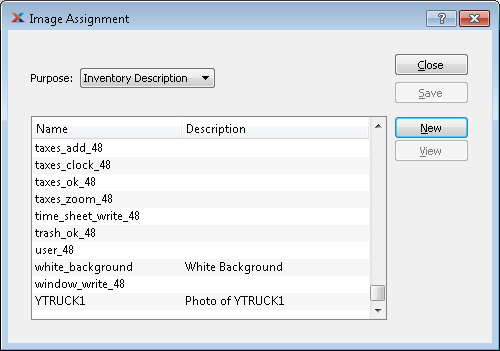 Image Assignment
Purpose: Inventory Description
Close
Save
New
View
Name Description
taxes_add_48
taxes_clock_48
taxes_ok_48
taxes_zoom_48
time_sheet_write_48
trash_ok_48
user_48
white_background White Background
window_write_48
YTRUCK1 Photo of YTRUCK1